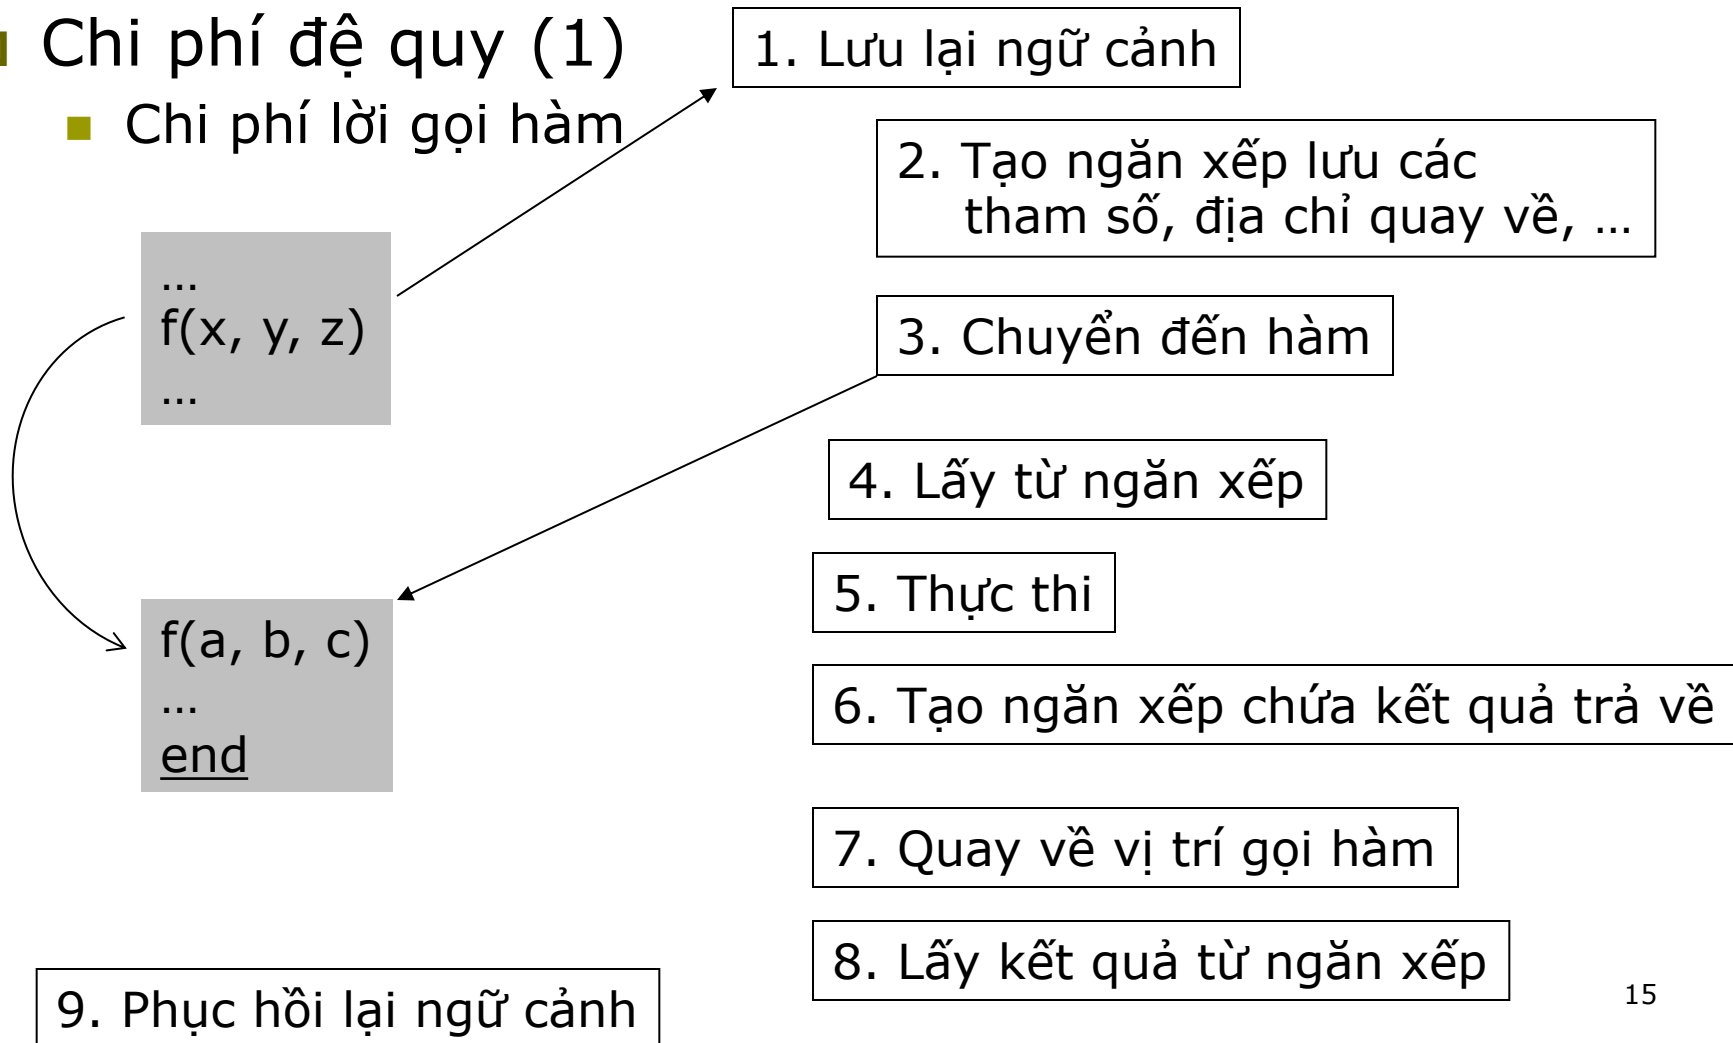 Chi phí đệ quy (1)
Chi phí lời gọi hàm
1. Lưu lại ngữ cảnh
2. Tạo ngăn xếp lưu các
tham số, địa chỉ quay về, …
…
f(x, y, z)
…
3. Chuyển đến hàm
4. Lấy từ ngăn xếp
5. Thực thi
f(a, b, c)
…
end
6. Tạo ngăn xếp chứa kết quả trả về
7. Quay về vị trí gọi hàm
8. Lấy kết quả từ ngăn xếp
9. Phục hồi lại ngữ cảnh
15